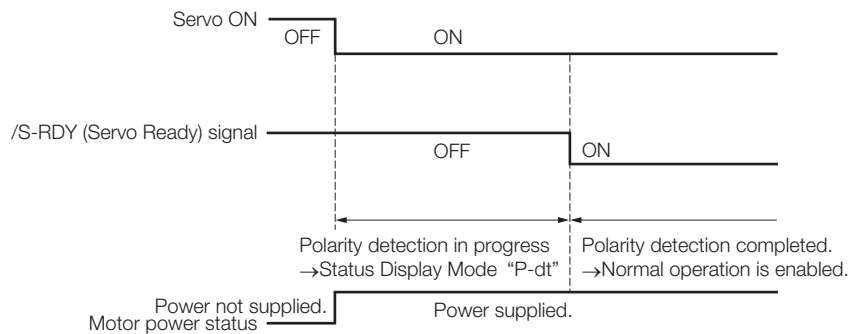 Servo ON
OFF
ON
/S-RDY (Servo Ready) signal
OFF
ON
Polarity detection in progress
→Status Display Mode “P-dt”
Polarity detection completed.
→Normal operation is enabled.
Power not supplied.
Power supplied.
Motor power status